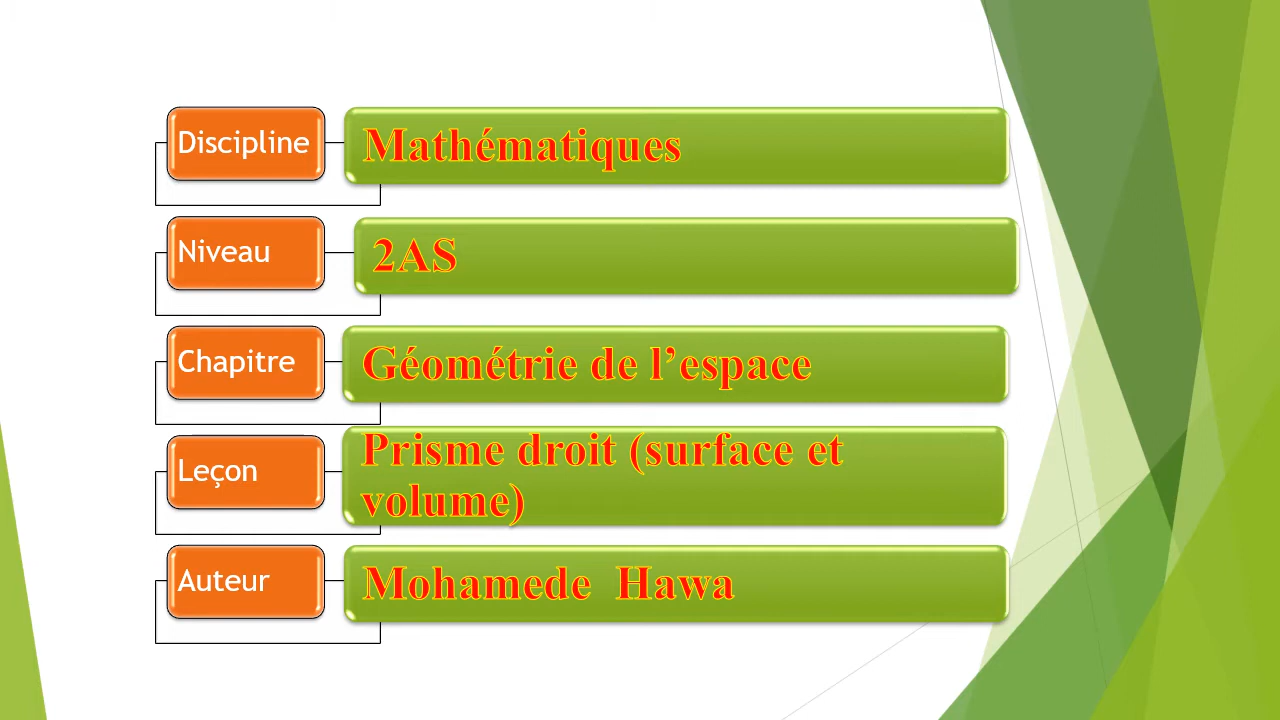 Discipline
Mathématiques
Niveau
2AS
Chapitre
Géométrie de l’espace
Leçon
Prisme droit (surface et
volume)
Auteur
Mohamede Hawa